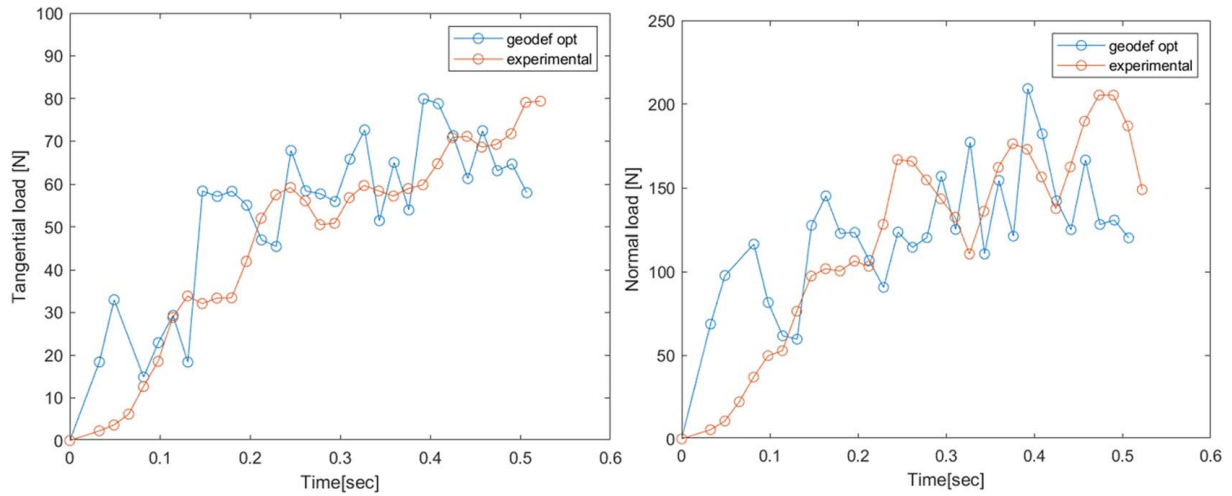 100
90
80
70
60
50
40
30
20
10
0
Tangential load [N]
0 0.1 0.2 0.3 0.4 0.5 0.6
Time[sec]
geodef opt
experimental
250
200
150
100
50
0
Normal load [N]
0 0.1 0.2 0.3 0.4 0.5 0.6
Time[sec]
geodef opt
experimental